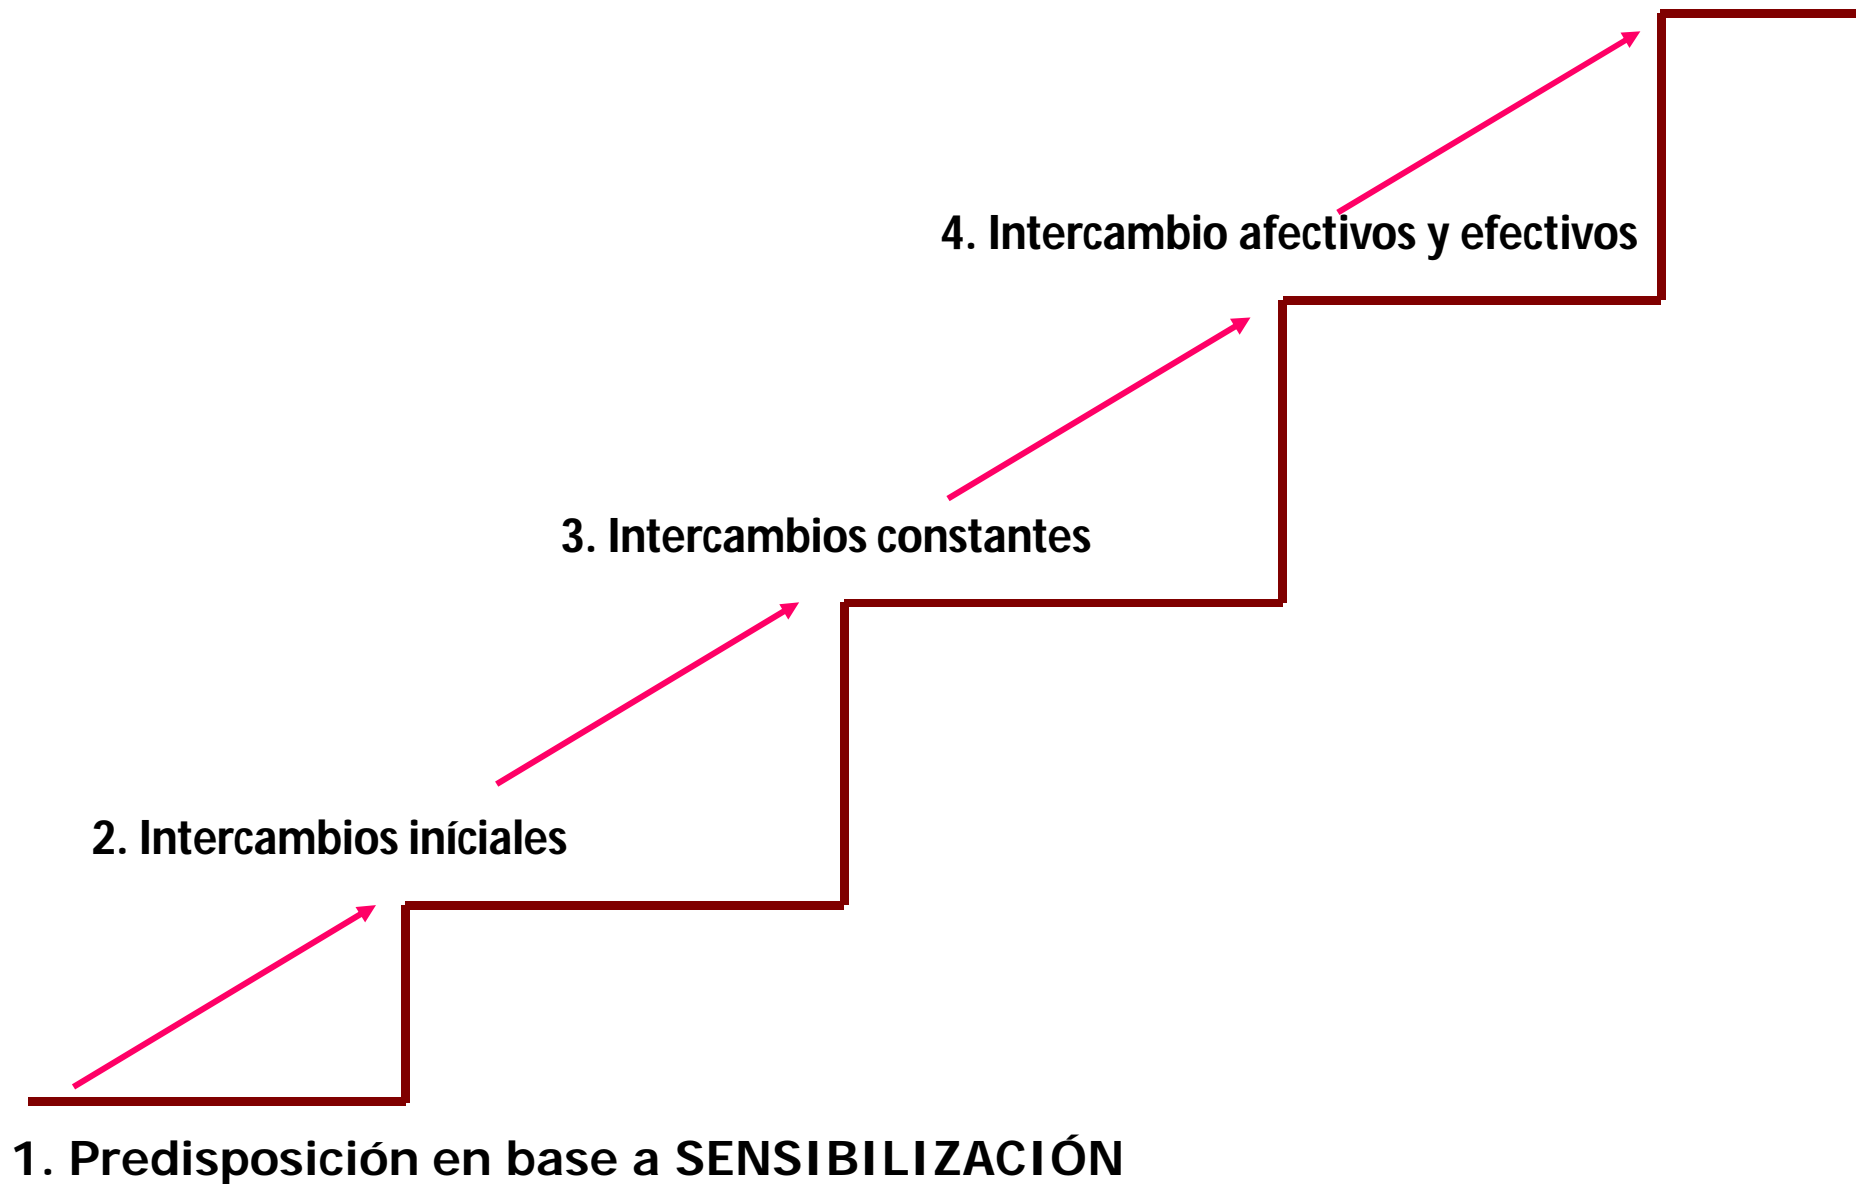 4. Intercambio afectivos y efectivos
3. Intercambios constantes
2. Intercambios iníciales
1. Predisposición en base a SENSIBILIZACIÓN